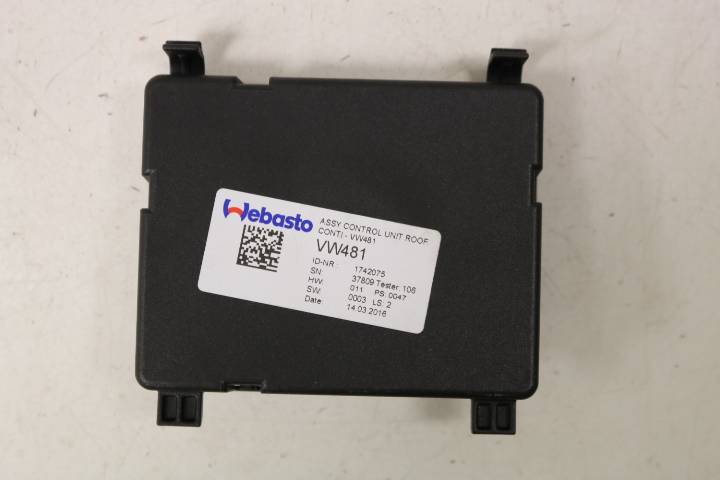 Webasto
ASSY CONTROL UNIT ROOF
CONTI - VW481
VW481
ID-NR: 1742075
SN: 37809 Tester: 106
HW: 011 PS: 0047
SW: 0003 LS: 2
Date: 14.03.2016